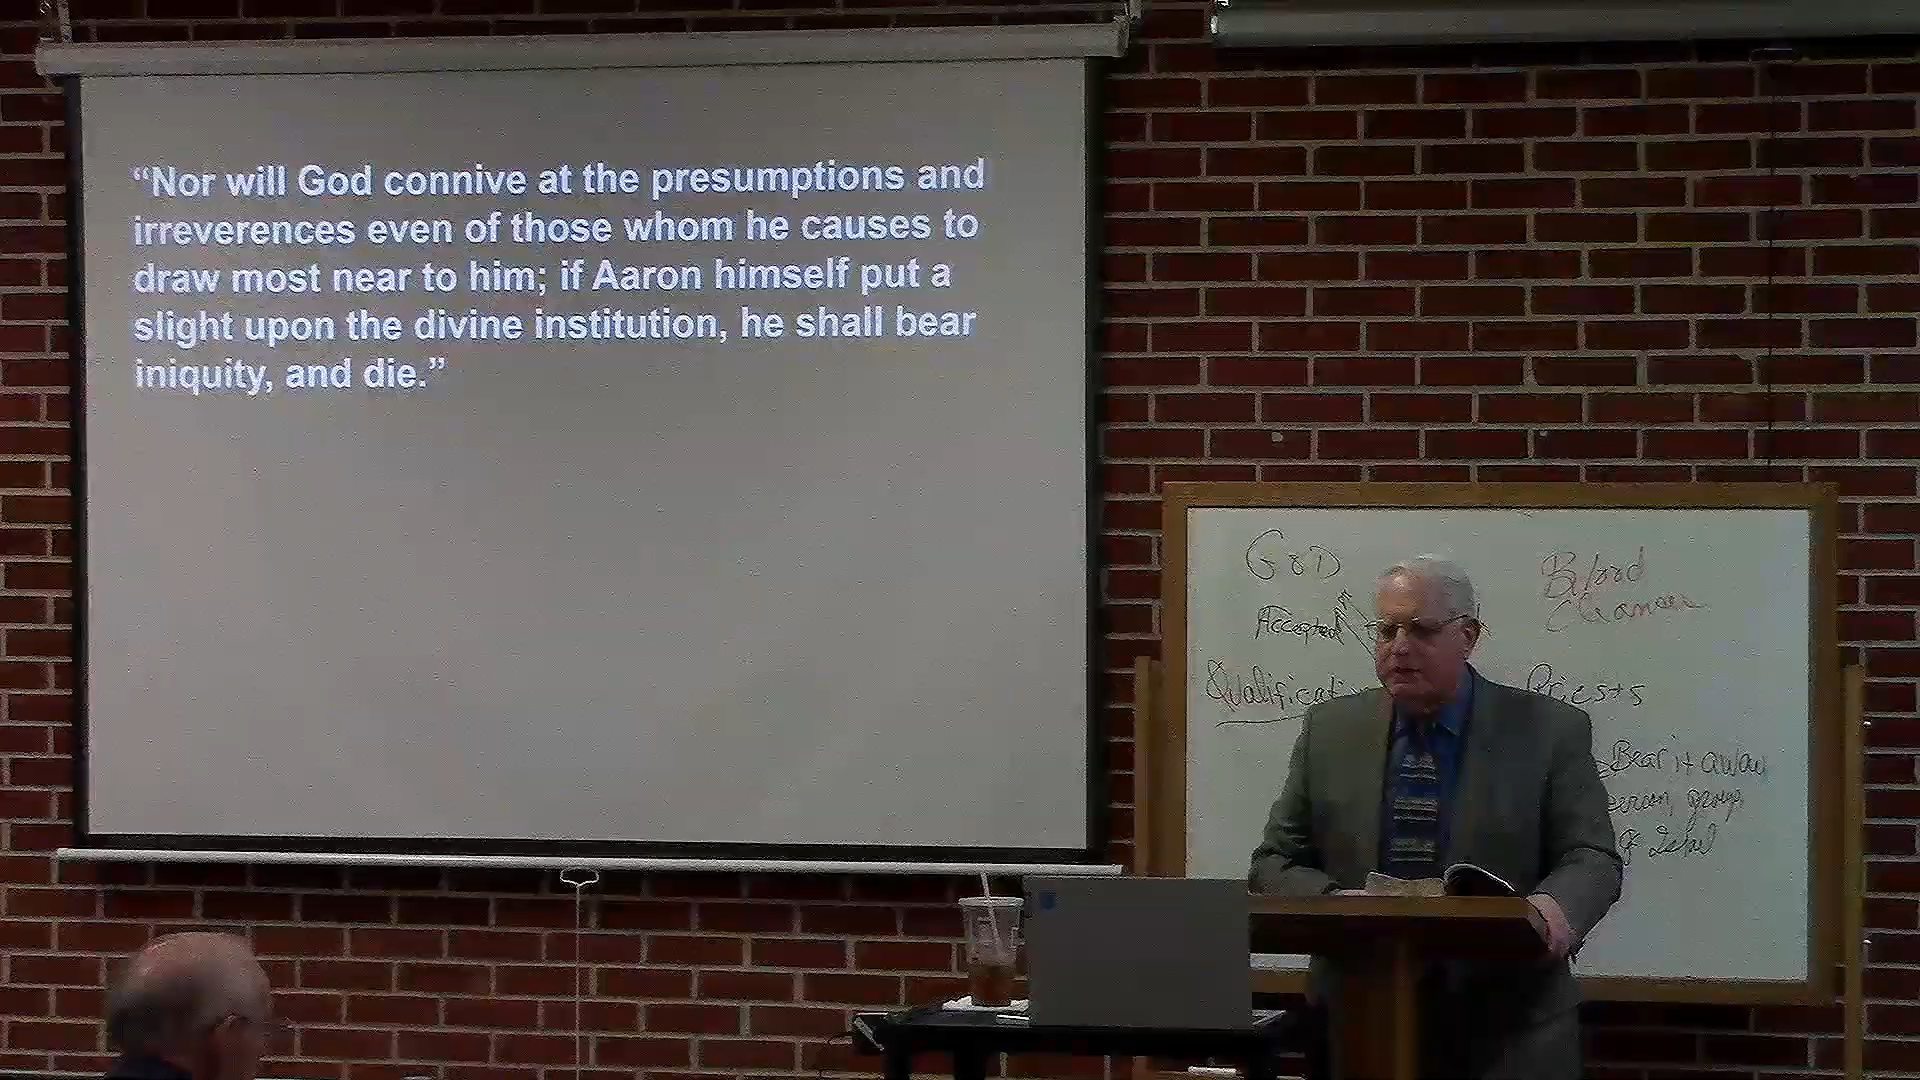 “Nor will God connive at the presumptions and
irreverences even of those whom he causes to
draw most near to him; if Aaron himself put a
slight upon the divine institution, he shall bear
iniquity, and die.”
GOD
Blood
Accepted
Priests
Bear it away
group
of